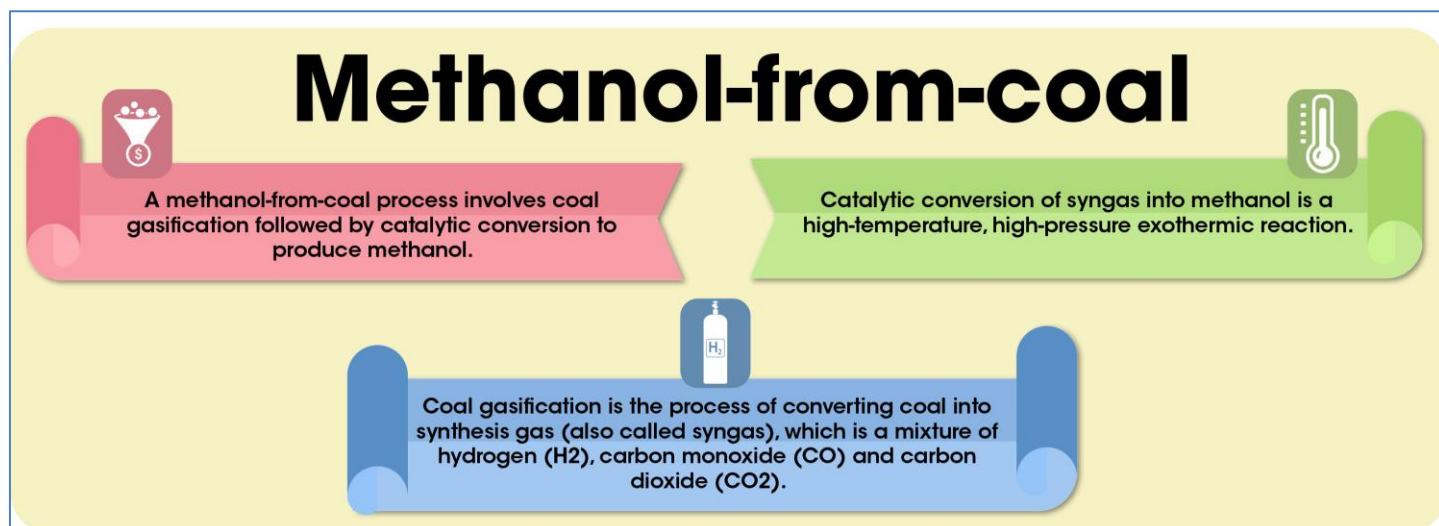 Methanol-from-coal
$
A methanol-from-coal process involves coal
gasification followed by catalytic conversion to
produce methanol.
Catalytic conversion of syngas into methanol is a
high-temperature, high-pressure exothermic reaction.
H2
Coal gasification is the process of converting coal into
synthesis gas (also called syngas), which is a mixture of
hydrogen (H2), carbon monoxide (CO) and carbon
dioxide (CO2).